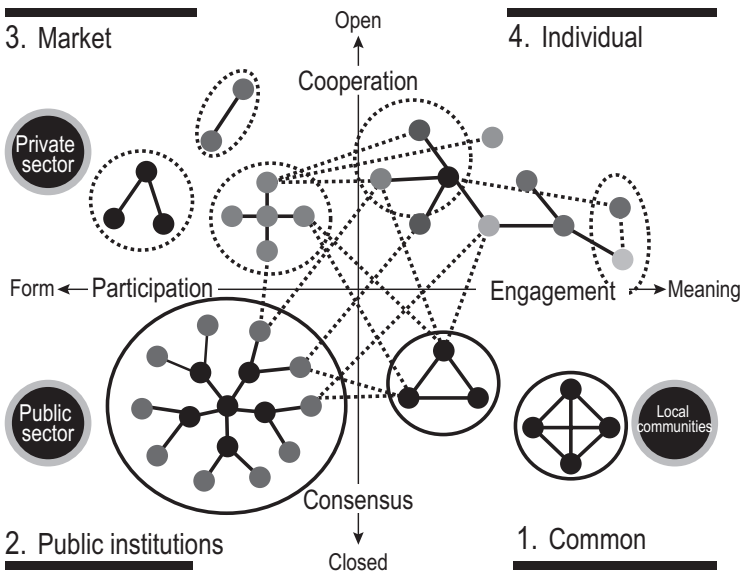 Open
3. Market
4. Individual
Cooperation
Private
sector
Form
Participation
Engagement
Meaning
Public
sector
Local
communities
Consensus
2. Public institutions
1. Common
Closed